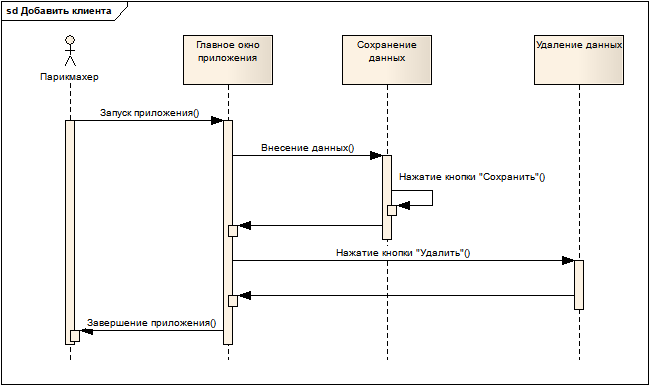 sd Добавить клиента
Главное окно
приложения
Сохранение
данных
Удаление данных
Парикмахер
Запуск приложения()
Внесение данных()
Нажатие кнопки "Сохранить"()
Нажатие кнопки "Удалить"()
Завершение приложения()